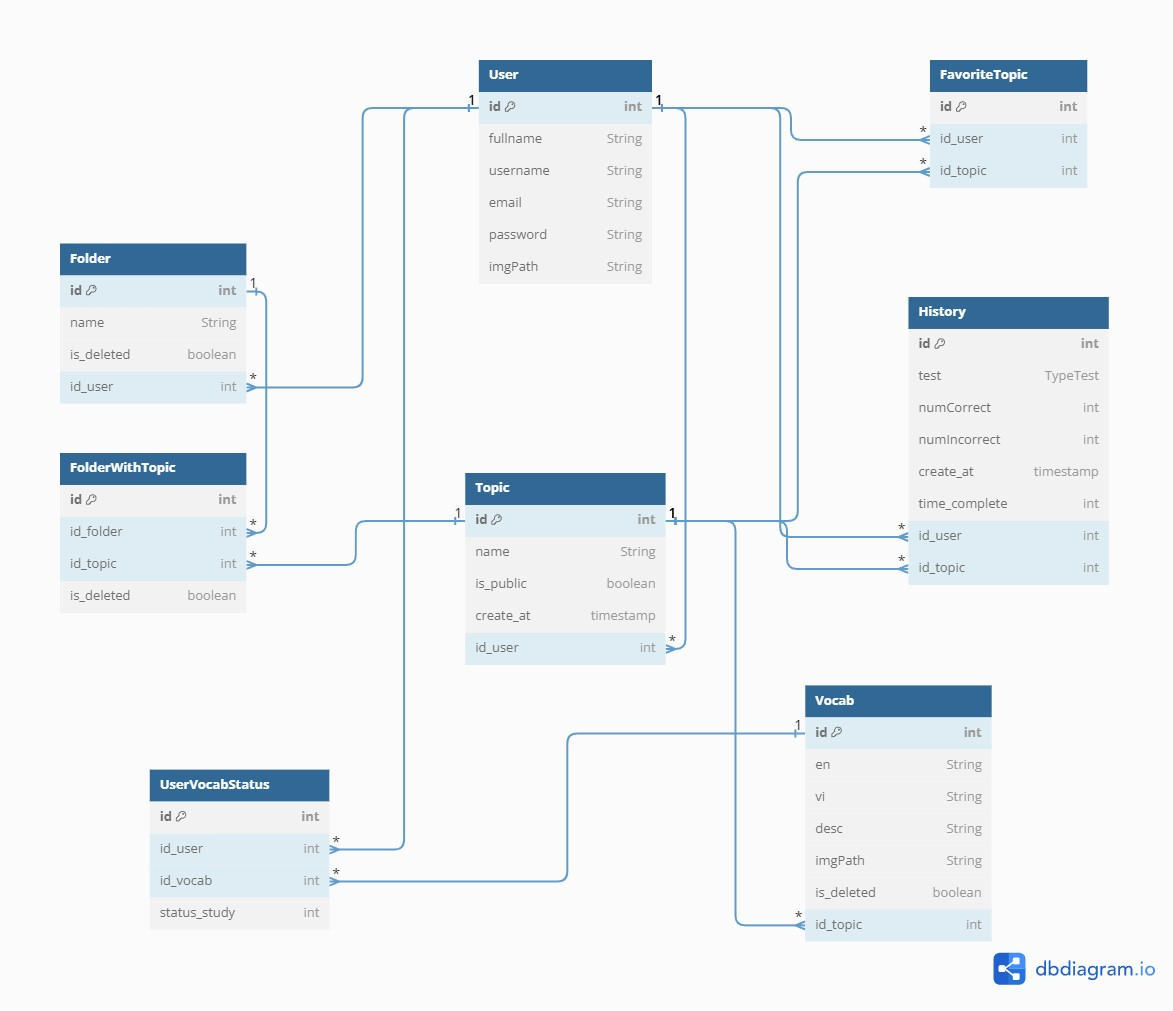 User
1
id int
1
fullname String
username String
email String
password String
imgPath String
FavoriteTopic
id int
*
id_user int
*
id_topic int
Folder
id int
1
name String
is_deleted boolean
id_user int
*
History
id int
test TypeTest
numCorrect int
numIncorrect int
create_at timestamp
time_complete int
*
id_user int
*
id_topic int
FolderWithTopic
id int
id_folder int
*
id_topic int
*
is_deleted boolean
Topic
1
id int
1
name String
is_public boolean
create_at timestamp
id_user int
*
Vocab
1
id int
en String
vi String
desc String
imgPath String
is_deleted boolean
*
id_topic int
UserVocabStatus
id int
id_user int
*
id_vocab int
*
status_study int
dbdiagram.io